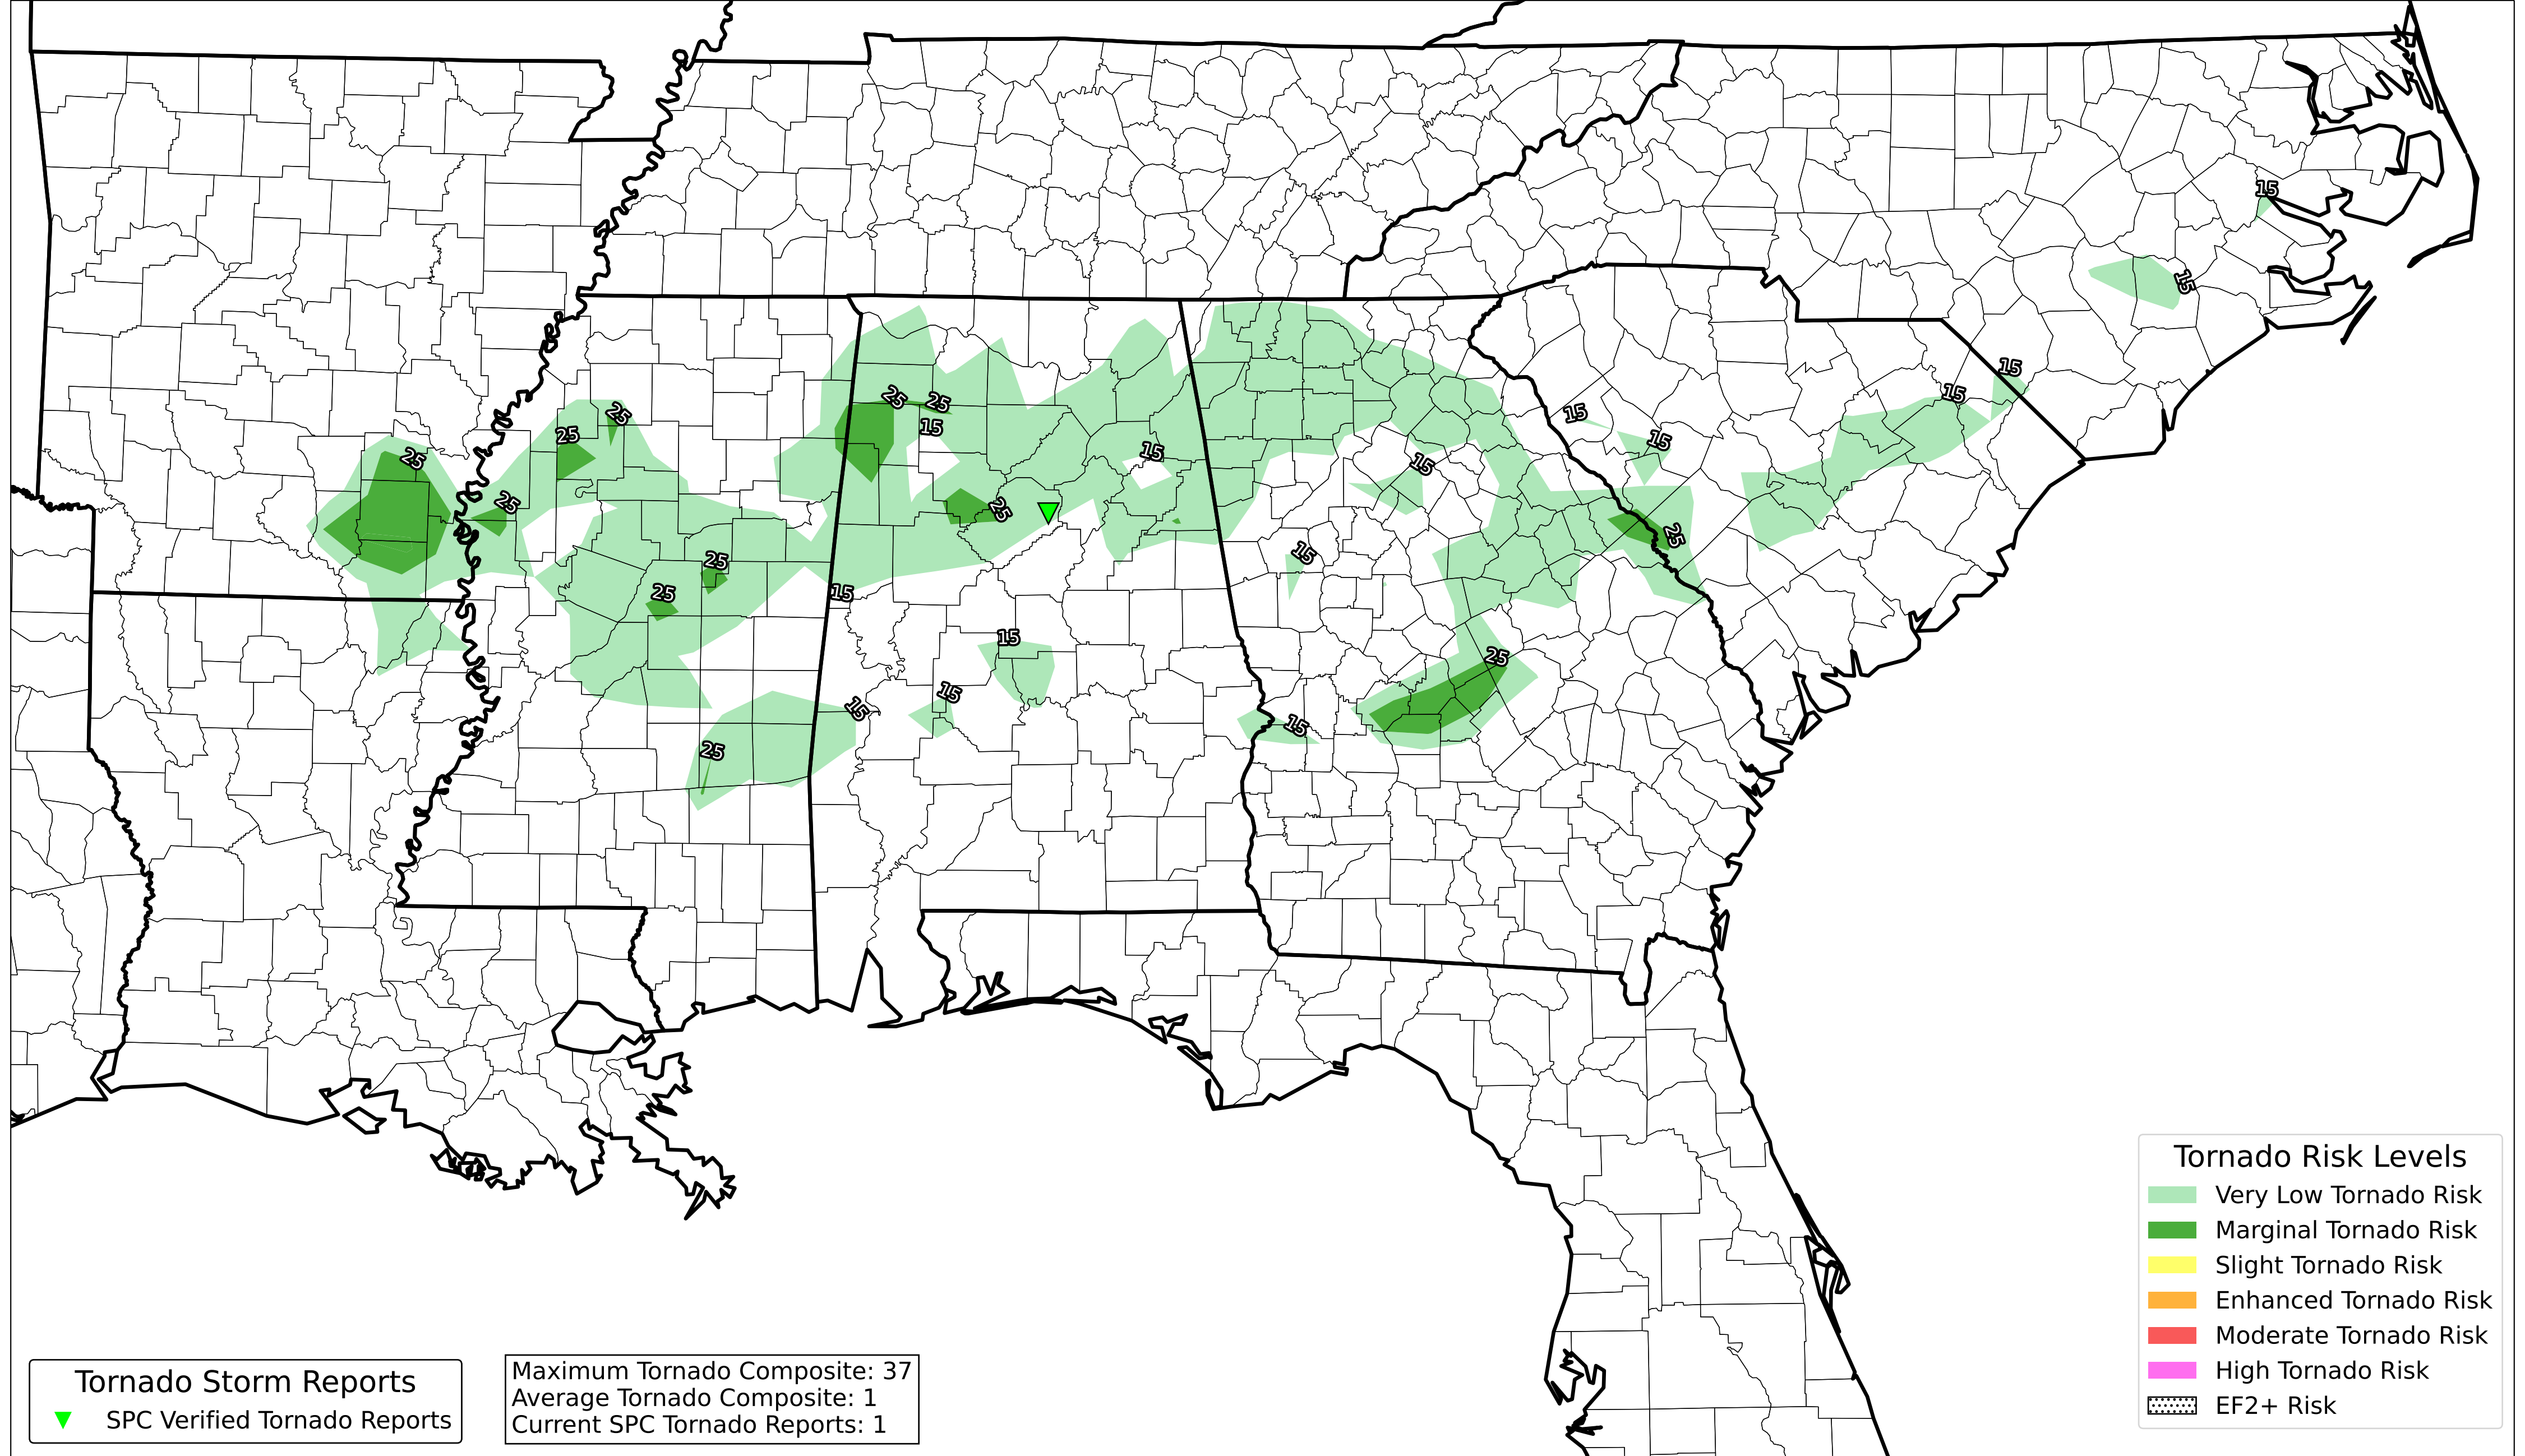 15
15
15
15
25
25
25
15
15
25
25
15
15
15
25
25
25
15
25
25
15
15
25
15
15
15
25
15
25
Tornado Risk Levels
Very Low Tornado Risk
Marginal Tornado Risk
Slight Tornado Risk
Enhanced Tornado Risk
Moderate Tornado Risk
High Tornado Risk
EF2+ Risk
Tornado Storm Reports
SPC Verified Tornado Reports
Maximum Tornado Composite: 37
Average Tornado Composite: 1
Current SPC Tornado Reports: 1